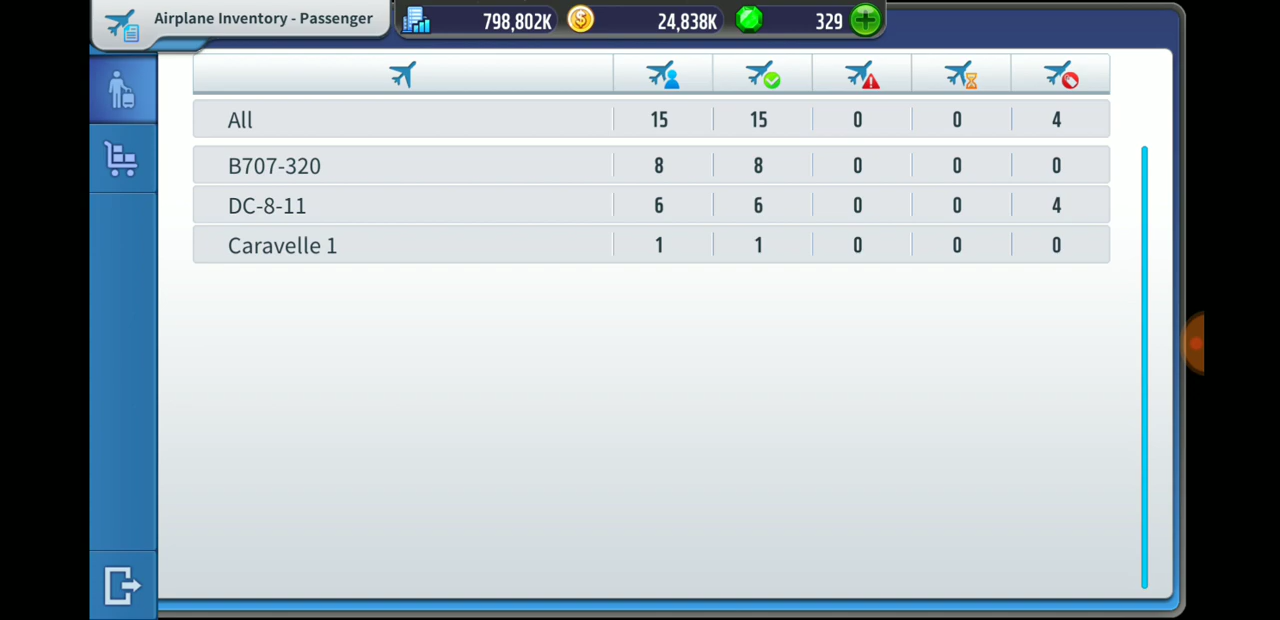 Airplane Inventory - Passenger 798,802K 24,838K 329
All 15 15 0 0 4
B707-320 8 8 0 0 0
DC-8-11 6 6 0 0 4
Caravelle 1 1 1 0 0 0